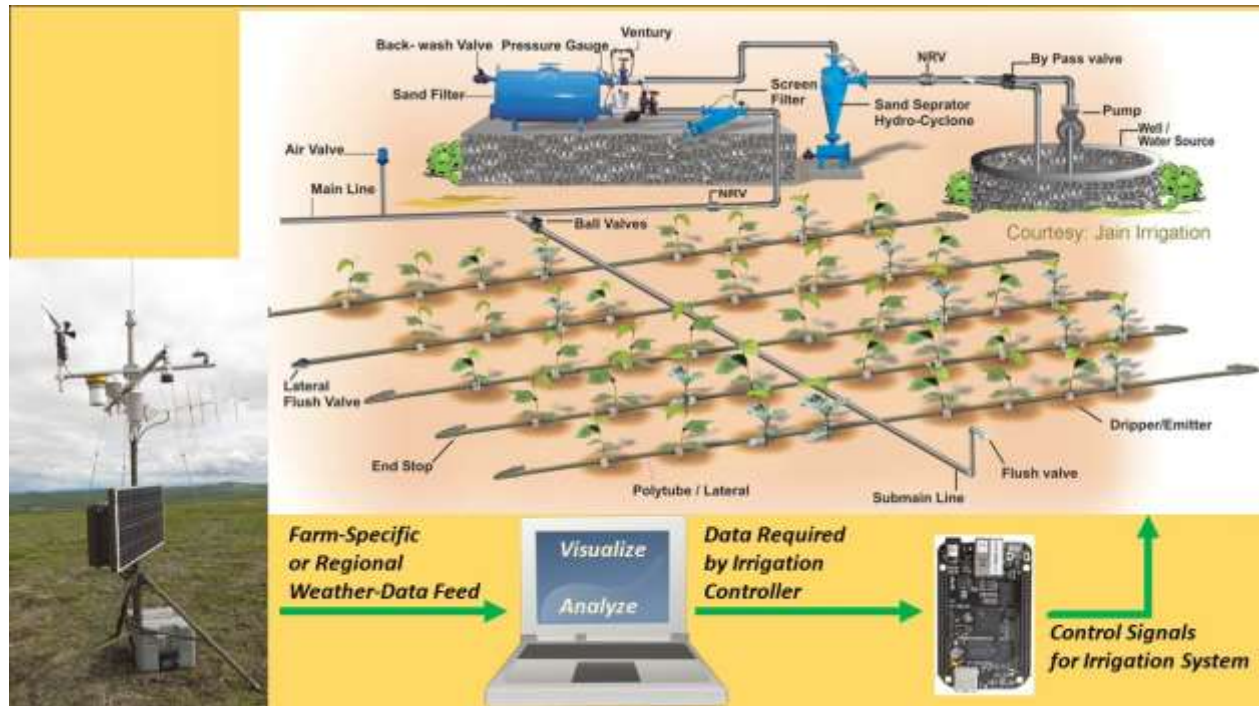 Back- wash Valve
Pressure Gauge
Ventury
Sand Filter
Screen
Filter
Sand Seprator
Hydro-Cyclone
NRV
By Pass valve
Pump
Well /
Water Source
Air Valve
Main Line
NRV
Ball Valves
Courtesy: Jain Irrigation
Lateral
Flush Valve
End Stop
Polytube / Lateral
Submain Line
Flush valve
Dripper/Emitter
Farm-Specific
or Regional
Weather-Data Feed
Visualize
Analyze
Data Required
by Irrigation
Controller
Control Signals
for Irrigation System